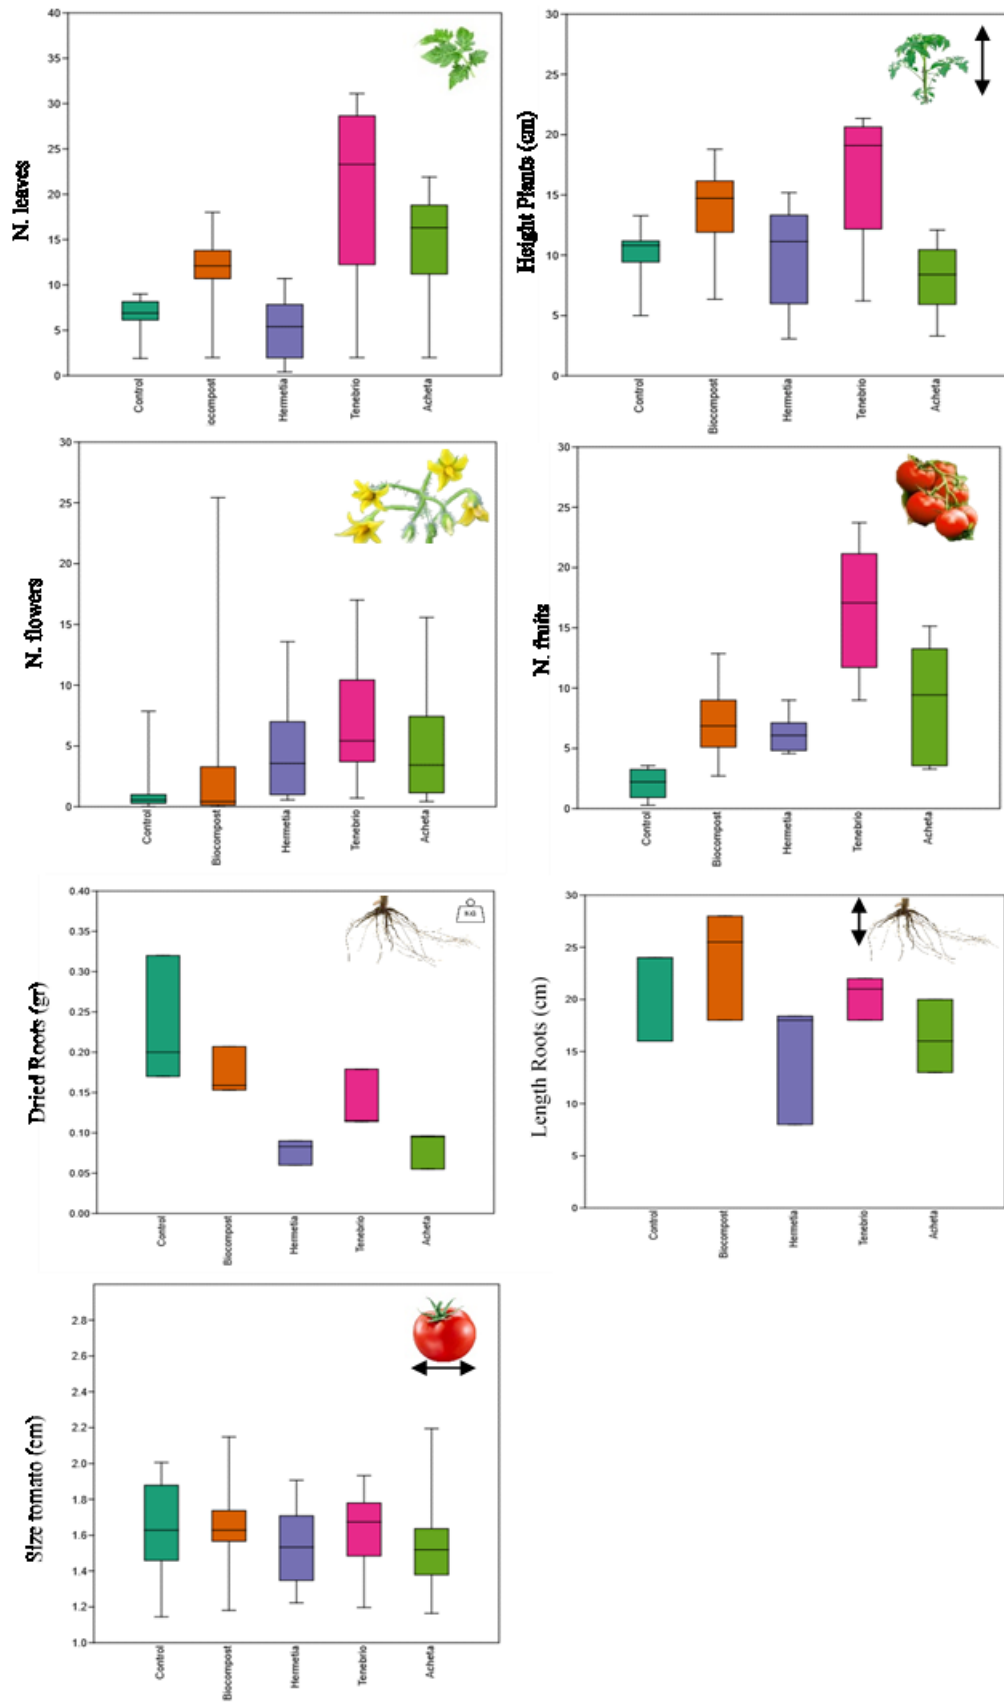 N. leaves
40
35
30
25
20
15
10
5
0
Control
iocompost
Hermetia
Tenebrio
Acheta
Height Plants (cm)
30
25
20
15
10
5
0
Control
Biocompost
Hermetia
Tenebrio
Acheta
N. flowers
30
25
20
15
10
5
0
Control
Biocompost
Hermetia
Tenebrio
Acheta
N. fruits
30
25
20
15
10
5
0
Control
Biocompost
Hermetia
Tenebrio
Acheta
Dried Roots (gr)
0.40
0.35
0.30
0.25
0.20
0.15
0.10
0.05
0.00
KG
Control
Biocompost
Hermetia
Tenebrio
Acheta
Length Roots (cm)
30
25
20
15
10
5
0
Control
Biocompost
Hermetia
Tenebrio
Acheta
Size tomato (cm)
2.8
2.6
2.4
2.2
2.0
1.8
1.6
1.4
1.2
1.0
Control
Biocompost
Hermetia
Tenebrio
Acheta